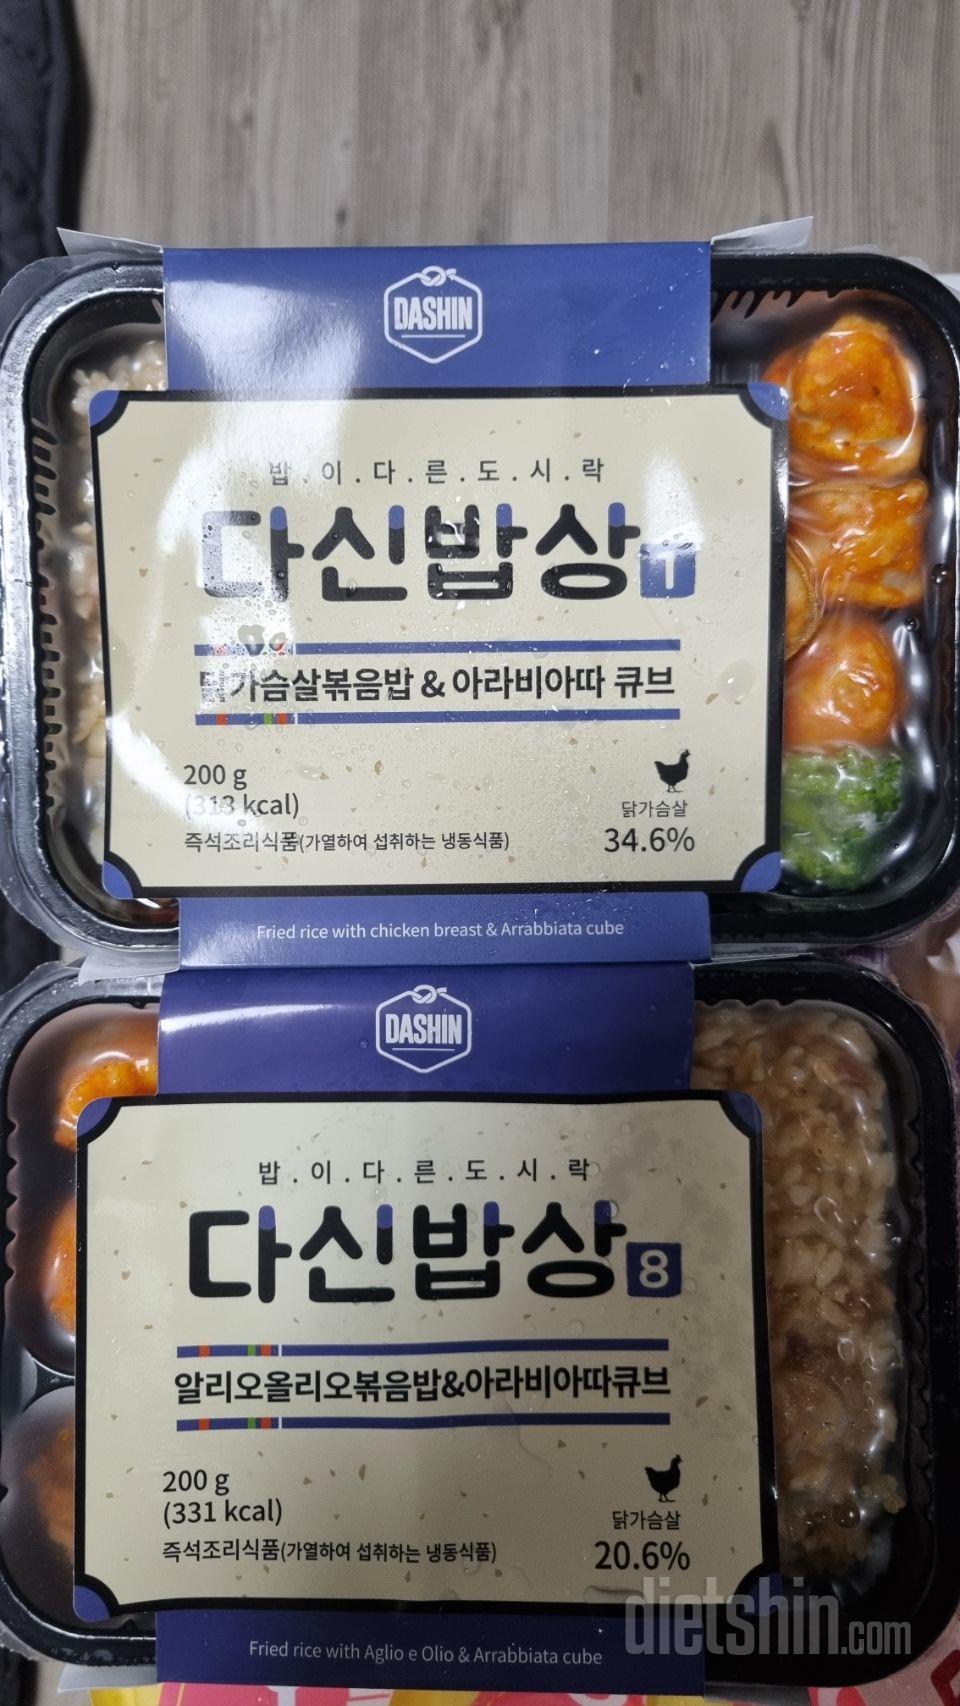 DASHIN
밥.이.다.른.도.시.락
다신밥상 1
닭가슴살볶음밥 & 아라비아따 큐브
200 g
(313 kcal)
즉석조리식품(가열하여 섭취하는 냉동식품)
닭가슴살
34.6%
Fried rice with chicken breast & Arrabbiata cube
DASHIN
밥.이.다.른.도.시.락
다신밥상 8
알리오올리오볶음밥&아라비아따큐브
200 g
(331 kcal)
즉석조리식품(가열하여 섭취하는 냉동식품)
닭가슴살
20.6%
Fried rice with Aglio e Olio & Arrabbiata cube
dietshin.com